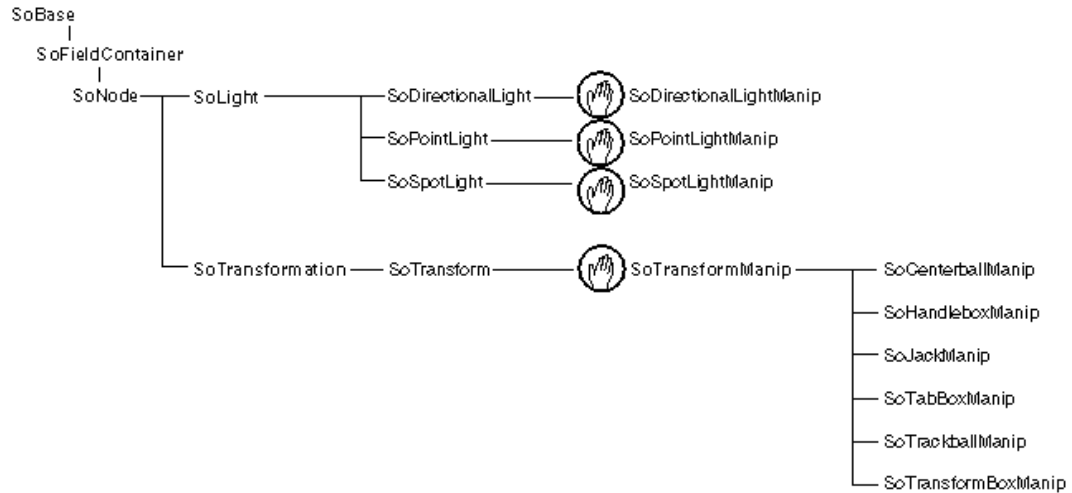 SoBase
SoFieldContainer
SoNode
SoLight
SoDirectionalLight
SoDirectionalLightManip
SoPointLight
SoPointLightManip
SoSpotLight
SoSpotLightManip
SoTransformation
SoTransform
SoTransformManip
SoCenterballManip
SoHandleboxManip
SoJackManip
SoTabBoxManip
SoTrackballManip
SoTransformBoxManip